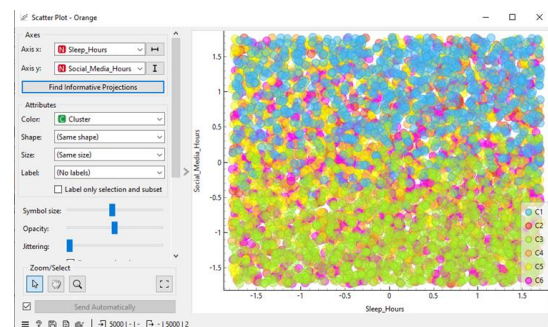 Scatter Plot - Orange
Axes
Axis x: N Sleep_Hours
Axis y: N Social_Media_Hours
Find Informative Projections
Attributes
Color: C Cluster
Shape: (Same shape)
Size: (Same size)
Label: (No labels)
Label only selection and subset
Symbol size:
Opacity:
Jittering:
Zoom/Select
Send Automatically
5000 | - | - - | 5000 | 2
Social_Media_Hours
1.5
1
0.5
0
-0.5
-1
-1.5
-1.5 -1 -0.5 0 0.5 1 1.5
Sleep_Hours
C1
C2
C3
C4
C5
C6